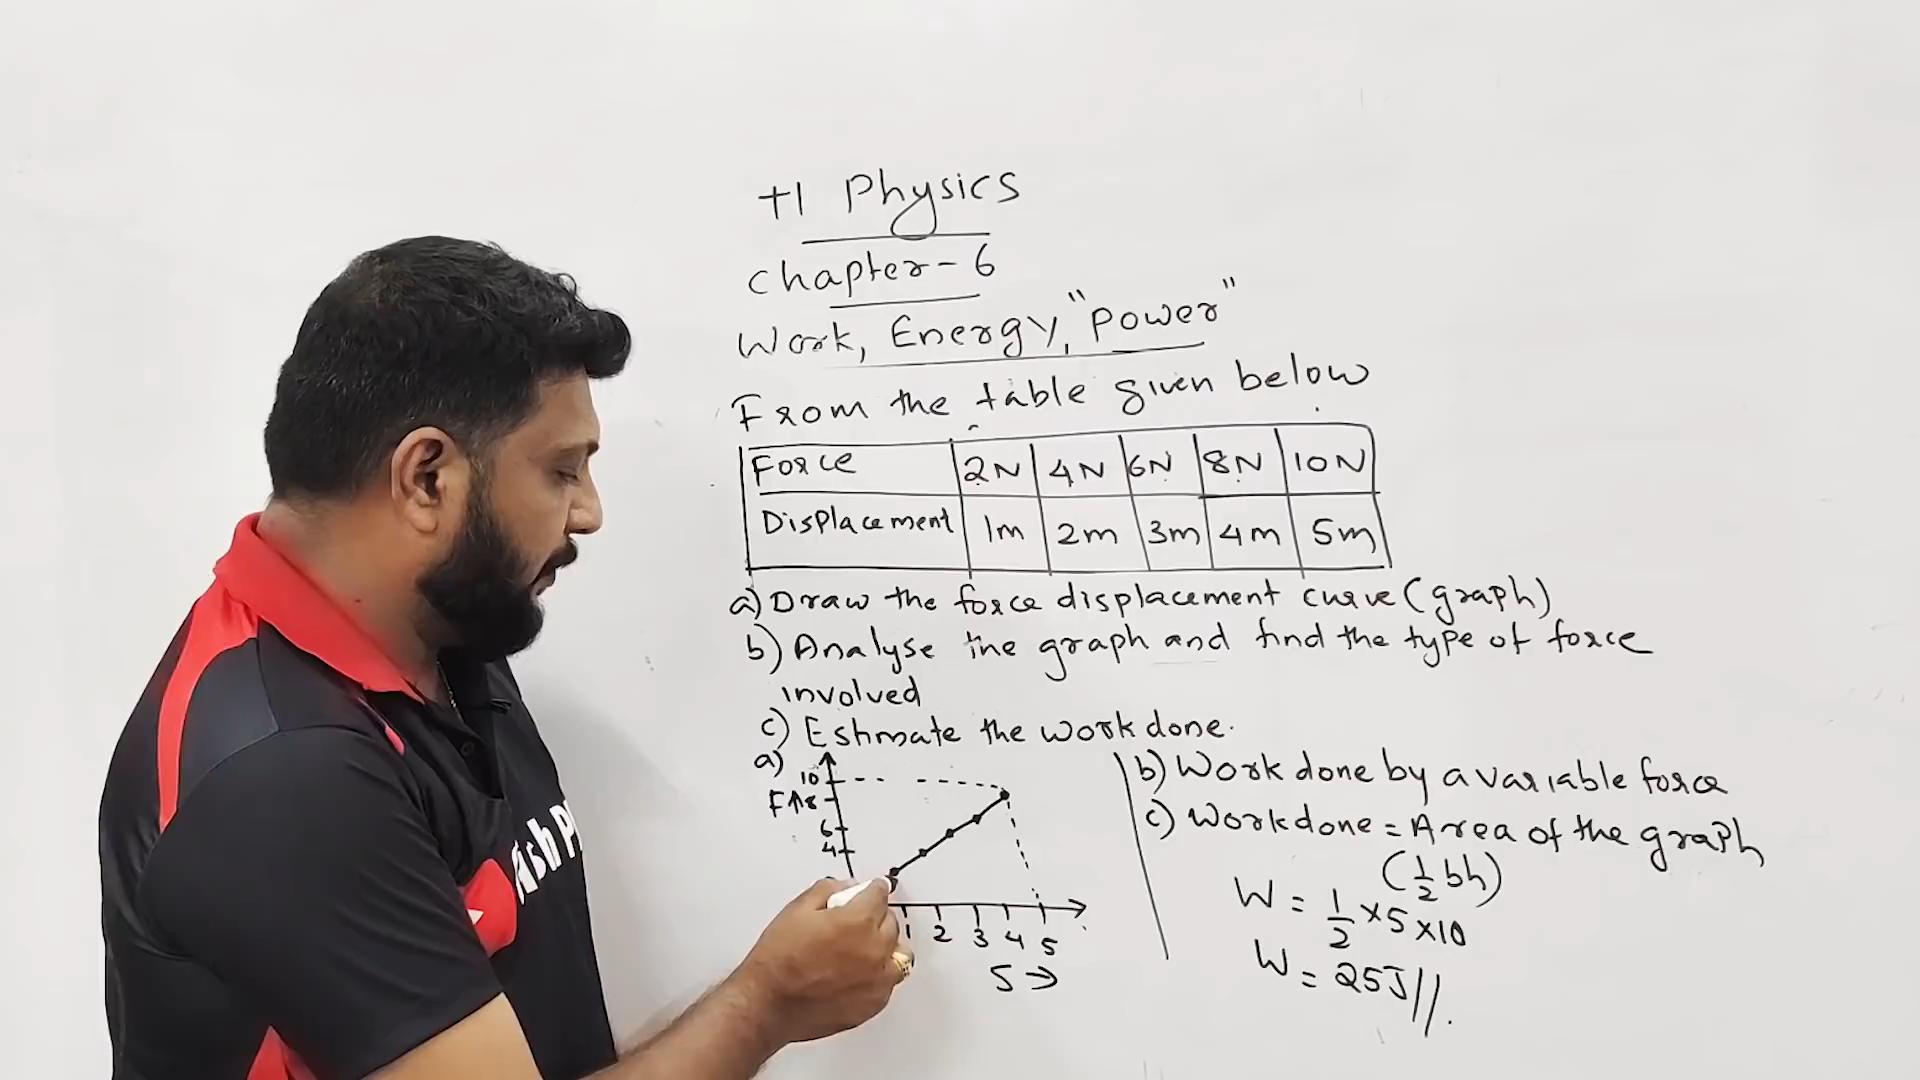 +1 Physics
Chapter-6
Work, Energy, "Power"
From the table given below
Force 2N 4N 6N 8N 10N
Displacement 1m 2m 3m 4m 5m
a) Draw the force displacement curve (graph)
b) Analyse the graph and find the type of force
involved
c) Estimate the work done.
a)
10
F↑8
6
4
1 2 3 4 5
S→
b) Work done by a variable force
c) Workdone = Area of the graph
(1/2 bh)
W = 1/2 × 5 × 10
W = 25J//.